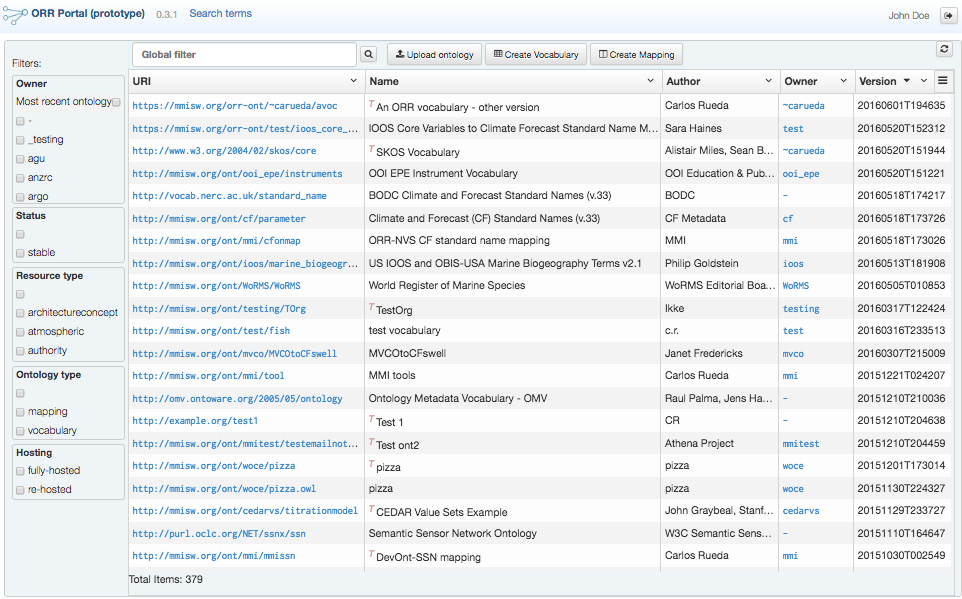 ORR Portal (prototype) 0.3.1 Search terms John Doe
Filters:
Owner
Most recent ontology
-
_testing
agu
anzrc
argo
Status
stable
Resource type
architectureconcept
atmospheric
authority
Ontology type
mapping
vocabulary
Hosting
fully-hosted
re-hosted
Global filter Upload ontology Create Vocabulary Create Mapping
URI Name Author Owner Version
https://mmisw.org/orr-ont/~carueda/avoc T An ORR vocabulary - other version Carlos Rueda ~carueda 20160601T194635
https://mmisw.org/orr-ont/test/ioos_core_... IOOS Core Variables to Climate Forecast Standard Name M... Sara Haines test 20160520T152312
http://www.w3.org/2004/02/skos/core T SKOS Vocabulary Alistair Miles, Sean B... ~carueda 20160520T151944
http://mmisw.org/ont/ooi_epe/instruments OOI EPE Instrument Vocabulary OOI Education & Pub... ooi_epe 20160520T151221
http://vocab.nerc.ac.uk/standard_name BODC Climate and Forecast Standard Names (v.33) BODC - 20160518T174217
http://mmisw.org/ont/cf/parameter Climate and Forecast (CF) Standard Names (v.33) CF Metadata cf 20160518T173726
http://mmisw.org/ont/mmi/cfonmap ORR-NVS CF standard name mapping MMI mmi 20160518T173026
http://mmisw.org/ont/ioos/marine_biogeogr... US IOOS and OBIS-USA Marine Biogeography Terms v2.1 Philip Goldstein ioos 20160513T181908
http://mmisw.org/ont/WoRMS/WoRMS World Register of Marine Species WoRMS Editorial Boa... WoRMS 20160505T010853
http://mmisw.org/ont/testing/TOrg T TestOrg Ikke testing 20160317T122424
http://mmisw.org/ont/test/fish test vocabulary c.r. test 20160316T233513
http://mmisw.org/ont/mvco/MVCOtoCFswell MVCOtoCFswell Janet Fredericks mvco 20160307T215009
http://mmisw.org/ont/mmi/tool MMI tools Carlos Rueda mmi 20151221T024207
http://omv.ontoware.org/2005/05/ontology Ontology Metadata Vocabulary - OMV Raul Palma, Jens Ha... - 20151210T210036
http://example.org/test1 T Test 1 CR - 20151210T204638
http://mmisw.org/ont/mmitest/testemailnot... T Test ont2 Athena Project mmitest 20151210T204459
http://mmisw.org/ont/woce/pizza T pizza pizza woce 20151201T173014
http://mmisw.org/ont/woce/pizza.owl pizza pizza woce 20151130T224327
http://mmisw.org/ont/cedarvs/titrationmodel T CEDAR Value Sets Example John Graybeal, Stanf... cedarvs 20151129T233727
http://purl.oclc.org/NET/ssnx/ssn Semantic Sensor Network Ontology W3C Semantic Sens... - 20151110T164647
http://mmisw.org/ont/mmi/mmissn T DevOnt-SSN mapping Carlos Rueda mmi 20151030T002549
Total Items: 379